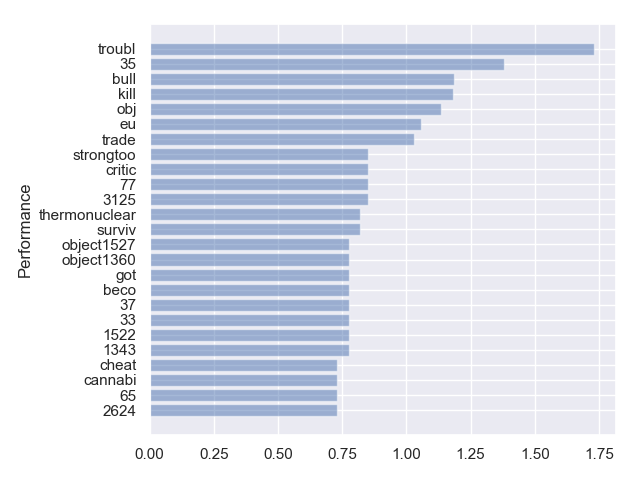 troubl
35
bull
kill
obj
eu
trade
strongtoo
critic
77
3125
thermonuclear
surviv
object1527
object1360
got
beco
37
33
1522
1343
cheat
cannabi
65
2624
Performance
0.00 0.25 0.50 0.75 1.00 1.25 1.50 1.75